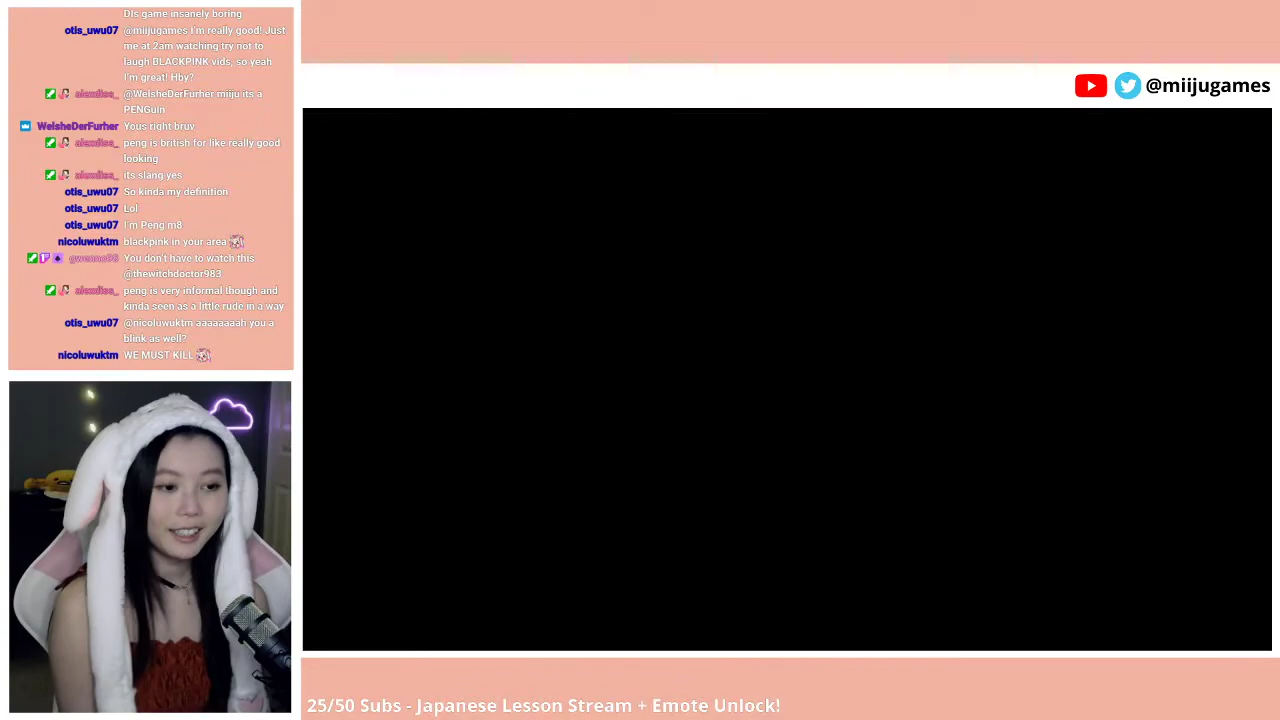 DIs game insanely boring
otis_uwu07 @miijugames I'm really good! Just
me at 2am watching try not to
laugh BLACKPINK vids, so yeah
I'm great! Hby?
@WelsheDerFurher miiju its a
PENGuin
WelsheDerFurher Yous right bruv
peng is british for like really good
looking
its slang yes
otis_uwu07 So kinda my definition
otis_uwu07 Lol
otis_uwu07 I'm Peng m8
nicoluwuktm blackpink in your area
You don't have to watch this
@thewitchdoctor983
peng is very informal though and
kinda seen as a little rude in a way
otis_uwu07 @nicoluwuktm aaaaaaaah you a
blink as well?
nicoluwuktm WE MUST KILL
@miijugames
25/50 Subs - Japanese Lesson Stream + Emote Unlock!